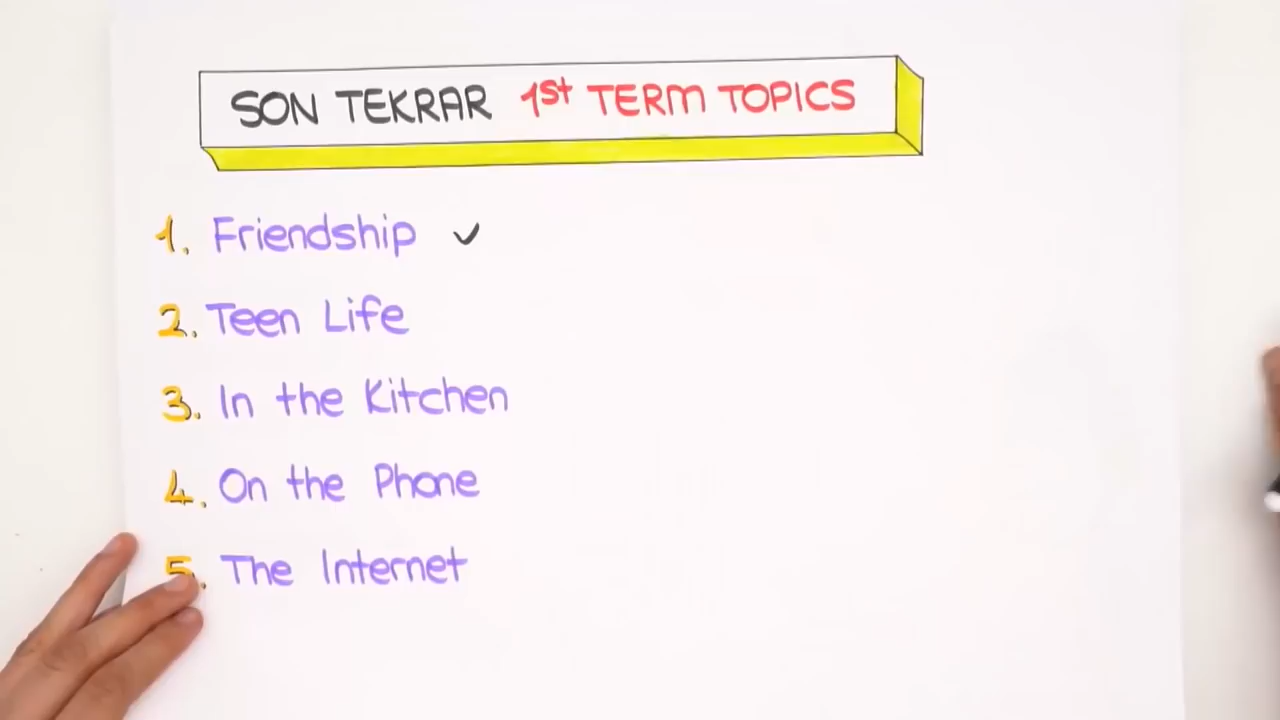 SON TEKRAR 1st TERM TOPICS
1. Friendship ✓
2. Teen Life
3. In the Kitchen
4. On the Phone
5. The Internet